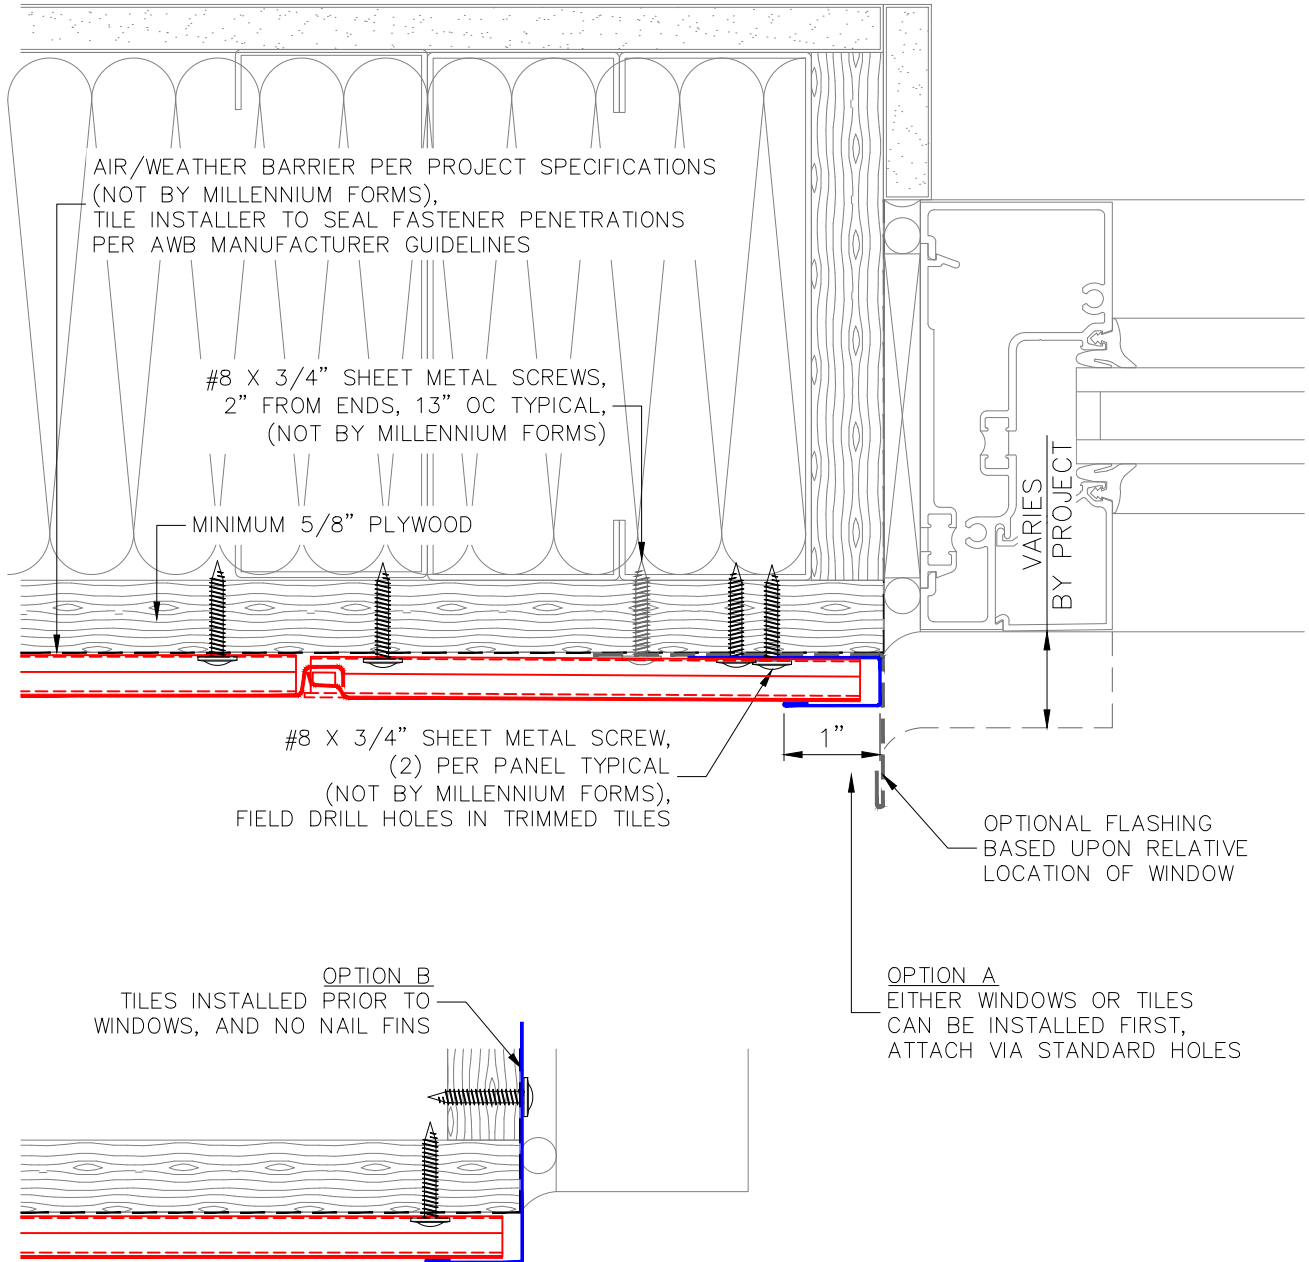 AIR/WEATHER BARRIER PER PROJECT SPECIFICATIONS
(NOT BY MILLENNIUM FORMS),
TILE INSTALLER TO SEAL FASTENER PENETRATIONS
PER AWB MANUFACTURER GUIDELINES
#8 X 3/4" SHEET METAL SCREWS,
2" FROM ENDS, 13" OC TYPICAL,
(NOT BY MILLENNIUM FORMS)
MINIMUM 5/8" PLYWOOD
VARIES
BY PROJECT
#8 X 3/4" SHEET METAL SCREW,
(2) PER PANEL TYPICAL
(NOT BY MILLENNIUM FORMS),
FIELD DRILL HOLES IN TRIMMED TILES
1"
OPTIONAL FLASHING
BASED UPON RELATIVE
LOCATION OF WINDOW
OPTION B
TILES INSTALLED PRIOR TO
WINDOWS, AND NO NAIL FINS
OPTION A
EITHER WINDOWS OR TILES
CAN BE INSTALLED FIRST,
ATTACH VIA STANDARD HOLES